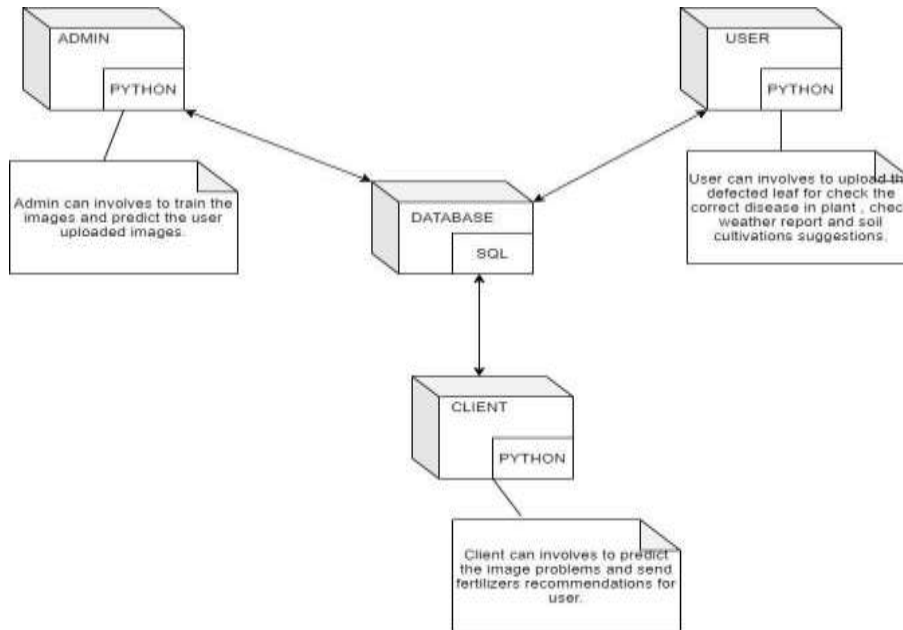 ADMIN
PYTHON
Admin can involves to train the
images and predict the user
uploaded images.
USER
PYTHON
User can involves to upload
defected leaf for check the
correct disease in plant , chec
weather report and soil
cultivations suggestions.
DATABASE
SQL
CLIENT
PYTHON
Client can involves to predict
the image problems and send
fertilizers recommendations for
user.